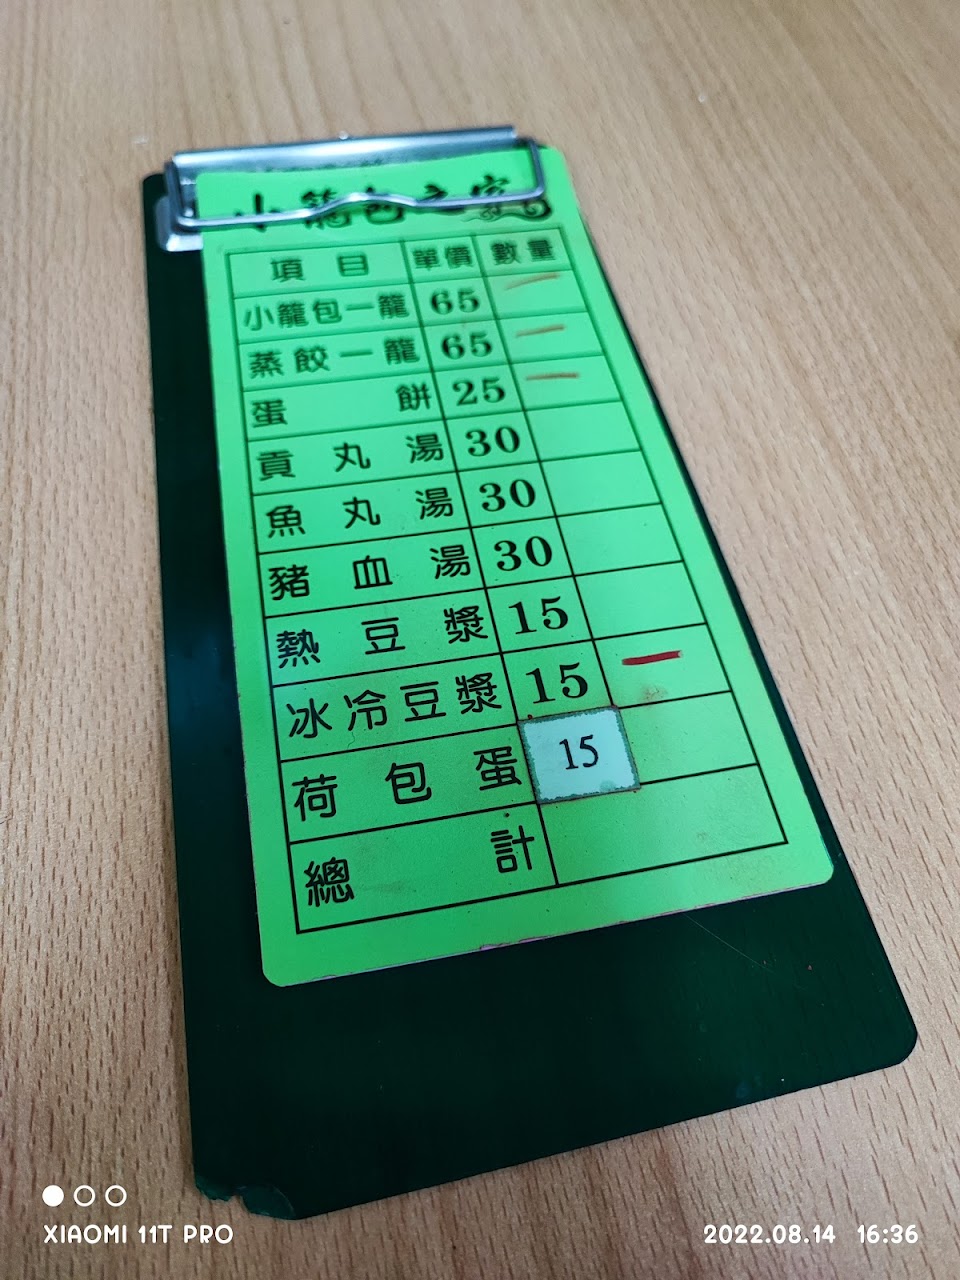 小籠包之家
項目 單價 數量
小籠包一籠 65 一
蒸餃一籠 65 一
蛋餅 25 一
貢丸湯 30
魚丸湯 30
豬血湯 30
熱豆漿 15
冰冷豆漿 15 一
荷包蛋 15
總計
XIAOMI 11T PRO 2022.08.14 16:36